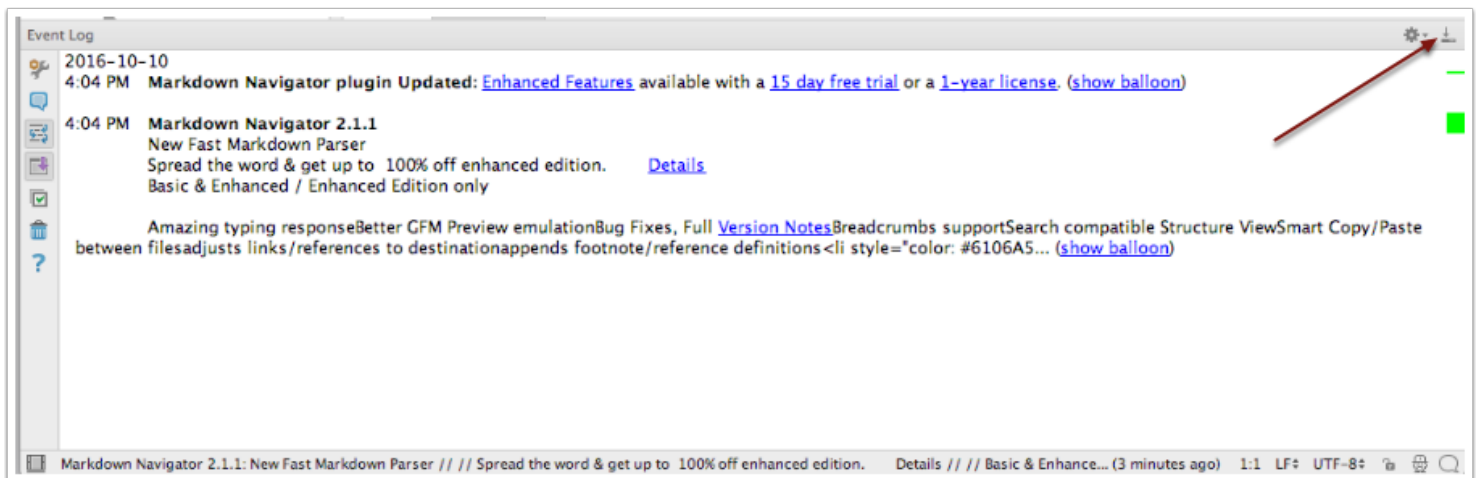 Event Log
2016-10-10
4:04 PM Markdown Navigator plugin Updated: Enhanced Features available with a 15 day free trial or a 1-year license. (show balloon)
4:04 PM Markdown Navigator 2.1.1
New Fast Markdown Parser
Spread the word & get up to 100% off enhanced edition. Details
Basic & Enhanced / Enhanced Edition only
Amazing typing responseBetter GFM Preview emulationBug Fixes, Full Version NotesBreadcrumbs supportSearch compatible Structure ViewSmart Copy/Paste
between filesadjusts links/references to destinationappends footnote/reference definitions<li style="color: #6106A5... (show balloon)
Markdown Navigator 2.1.1: New Fast Markdown Parser // // Spread the word & get up to 100% off enhanced edition. Details // // Basic & Enhance... (3 minutes ago) 1:1 LF UTF-8